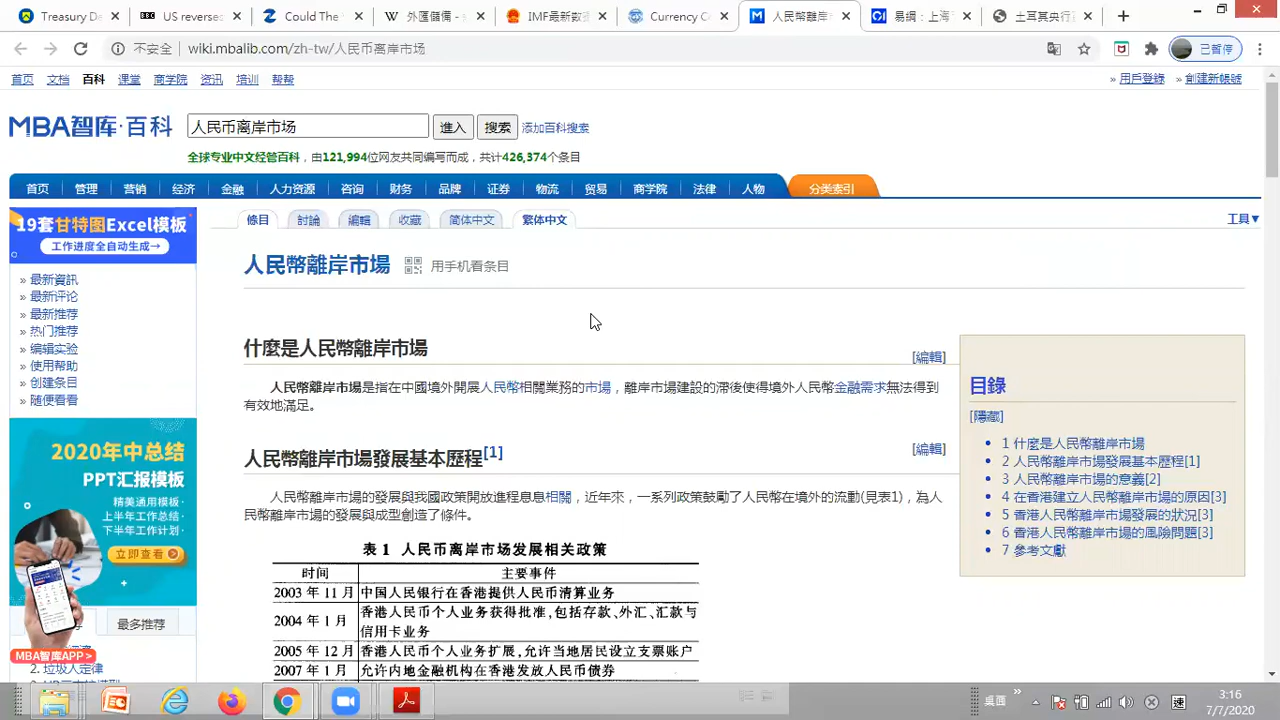 Treasury De
US reverse
Could The
外匯儲備 -
IMF最新數
Currency C
人民幣離岸
易綱：上海
土耳其央行
不安全
wiki.mbalib.com/zh-tw/人民币离岸市场
已暫停
首页 文档 百科 课堂 商学院 资讯 培训 帮帮
» 用戶登錄 » 創建新帳號
MBA智库·百科
人民币离岸市场
進入 搜索 添加百科搜索
全球专业中文经管百科，由121,994位网友共同编写而成，共计426,374个条目
首页 管理 营销 经济 金融 人力资源 咨询 财务 品牌 证券 物流 贸易 商学院 法律 人物 分类索引
19套甘特图Excel模板
工作进度全自动生成→
條目 討論 編輯 收藏 简体中文 繁体中文
工具▼
» 最新資訊
» 最新评论
» 最新推荐
» 热门推荐
» 编辑实验
» 使用帮助
» 创建条目
» 随便看看
人民幣離岸市場
用手机看条目
什麼是人民幣離岸市場
[編輯]
人民幣離岸市場是指在中國境外開展人民幣相關業務的市場，離岸市場建設的滯後使得境外人民幣金融需求無法得到
有效地滿足。
人民幣離岸市場發展基本歷程[1]
[編輯]
人民幣離岸市場的發展與我國政策開放進程息息相關，近年來，一系列政策鼓勵了人民幣在境外的流動(見表1)，為人
民幣離岸市場的發展與成型創造了條件。
表 1 人民币离岸市场发展相关政策
时间 主要事件
2003 年 11 月 中国人民银行在香港提供人民币清算业务
2004 年 1 月 香港人民币个人业务获得批准,包括存款、外汇、汇款与
信用卡业务
2005 年 12 月 香港人民币个人业务扩展,允许当地居民设立支票账户
2007 年 1 月 允许内地金融机构在香港发放人民币债券
目錄
[隱藏]
1 什麼是人民幣離岸市場
2 人民幣離岸市場發展基本歷程[1]
3 人民幣離岸市場的意義[2]
4 在香港建立人民幣離岸市場的原因[3]
5 香港人民幣離岸市場發展的狀況[3]
6 香港人民幣離岸市場的風險問題[3]
7 參考文獻
2020年中总结
PPT汇报模板
精美通用模板
上半年工作总结
下半年工作计划
立即查看
最多推荐
MBA智库APP>
2. 垃圾人定律
桌面
3:16
7/7/2020